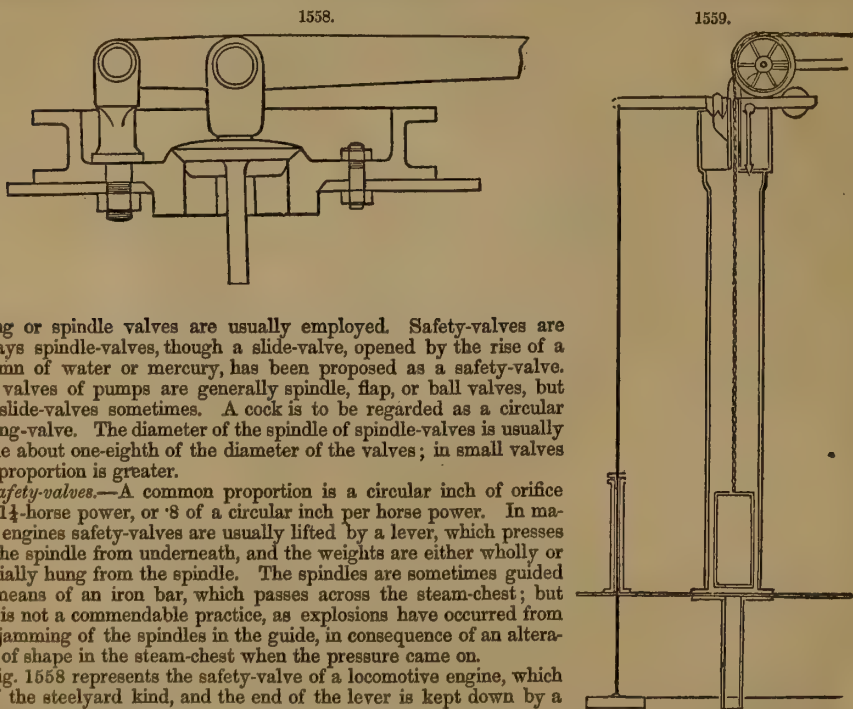 1558.
1559.
ng or spindle valves are usually employed. Safety-valves are
ays spindle-valves, though a slide-valve, opened by the rise of a
mn of water or mercury, has been proposed as a safety-valve.
valves of pumps are generally spindle, flap, or ball valves, but
slide-valves sometimes. A cock is to be regarded as a circular
ng-valve. The diameter of the spindle of spindle-valves is usually
e about one-eighth of the diameter of the valves; in small valves
proportion is greater.
afety-valves.—A common proportion is a circular inch of orifice
1¼-horse power, or ·8 of a circular inch per horse power. In ma-
engines safety-valves are usually lifted by a lever, which presses
he spindle from underneath, and the weights are either wholly or
ially hung from the spindle. The spindles are sometimes guided
neans of an iron bar, which passes across the steam-chest; but
is not a commendable practice, as explosions have occurred from
jamming of the spindles in the guide, in consequence of an altera-
of shape in the steam-chest when the pressure came on.
ig. 1558 represents the safety-valve of a locomotive engine, which
the steelyard kind, and the end of the lever is kept down by a